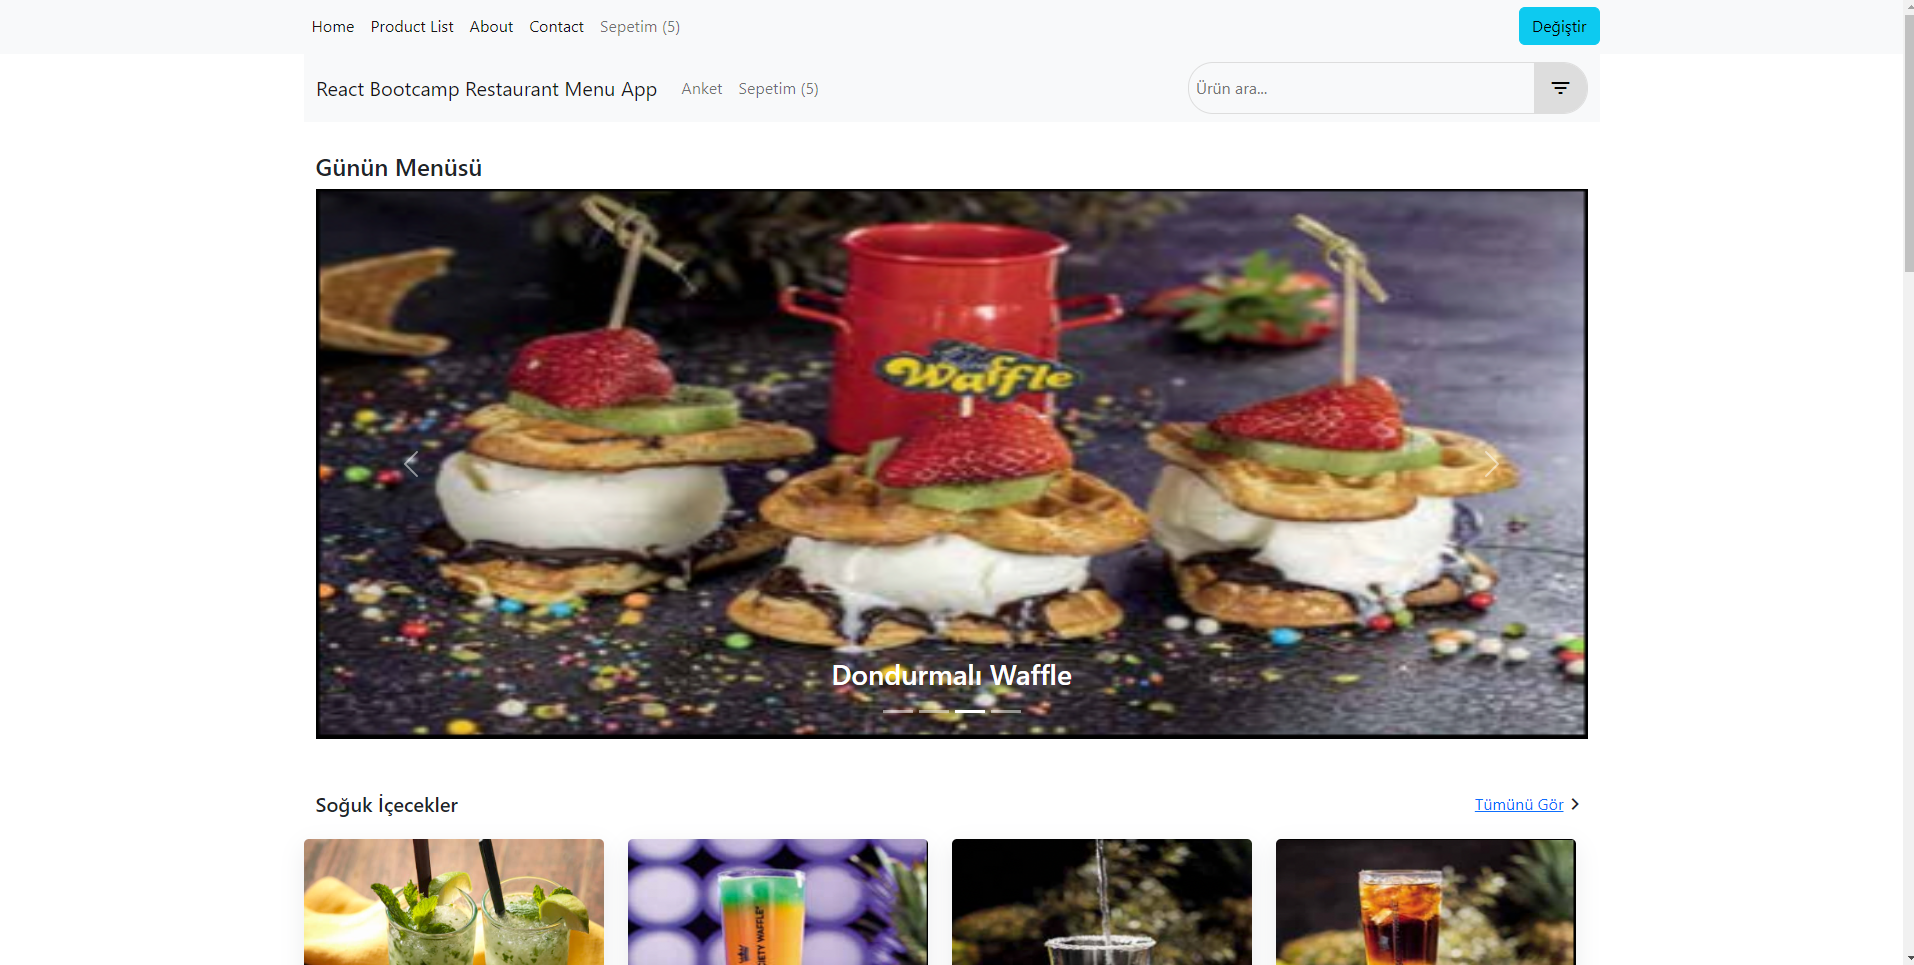 Home Product List About Contact Sepetim (5) Değiştir
React Bootcamp Restaurant Menu App Anket Sepetim (5) Ürün ara...
Günün Menüsü
Waffle
Dondurmalı Waffle
Soğuk İçecekler Tümünü Gör
WAFFLE